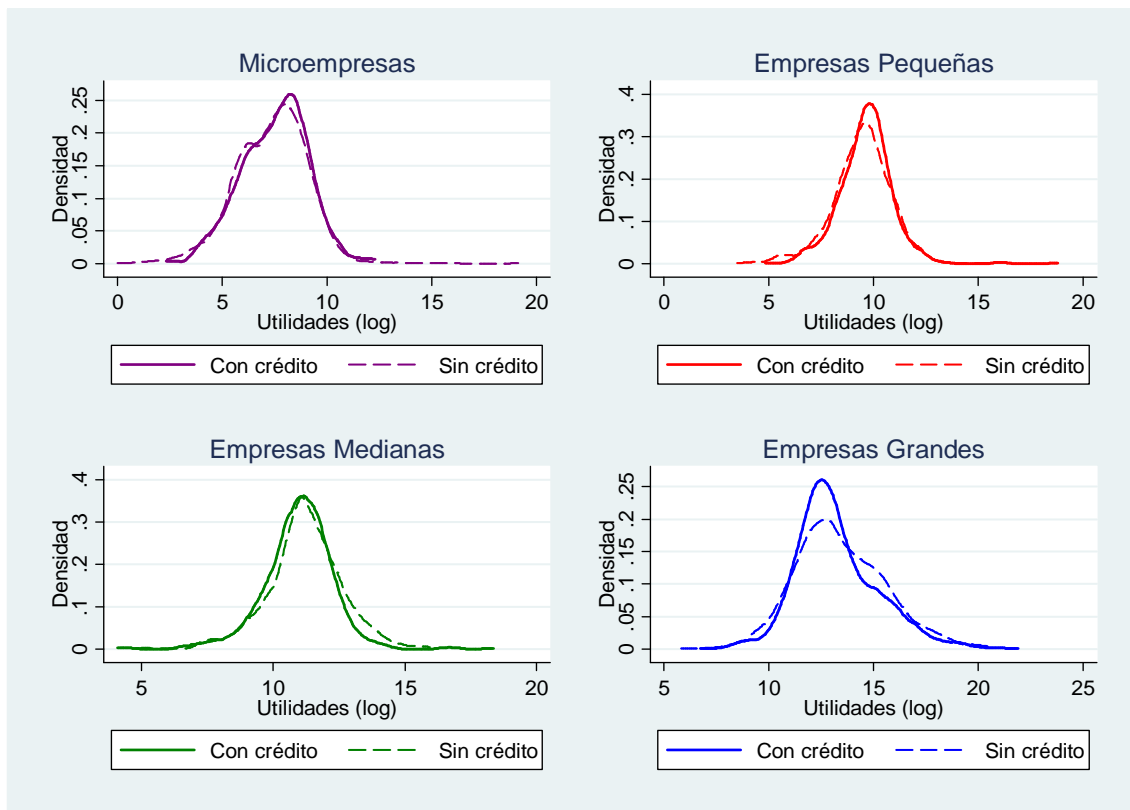 Microempresas
Densidad
0 .05 .1 .15 .2 .25
0 5 10 15 20
Utilidades (log)
Con crédito Sin crédito
Empresas Pequeñas
Densidad
0 .1 .2 .3 .4
0 5 10 15 20
Utilidades (log)
Con crédito Sin crédito
Empresas Medianas
Densidad
0 .1 .2 .3 .4
5 10 15 20
Utilidades (log)
Con crédito Sin crédito
Empresas Grandes
Densidad
0 .05 .1 .15 .2 .25
5 10 15 20 25
Utilidades (log)
Con crédito Sin crédito